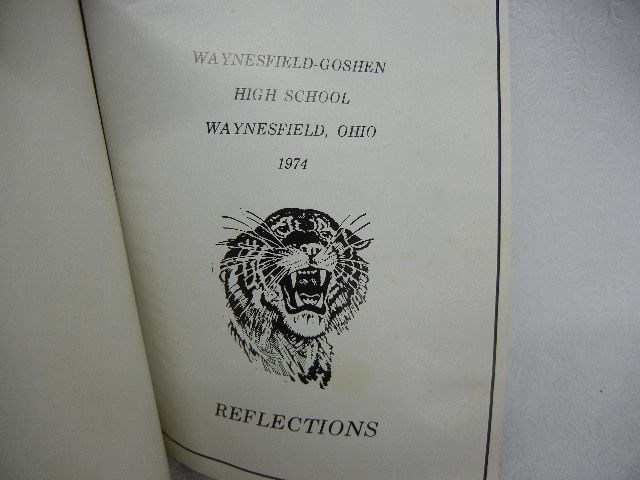 WAYNESFIELD-GOSHEN
HIGH SCHOOL
WAYNESFIELD, OHIO
1974
REFLECTIONS